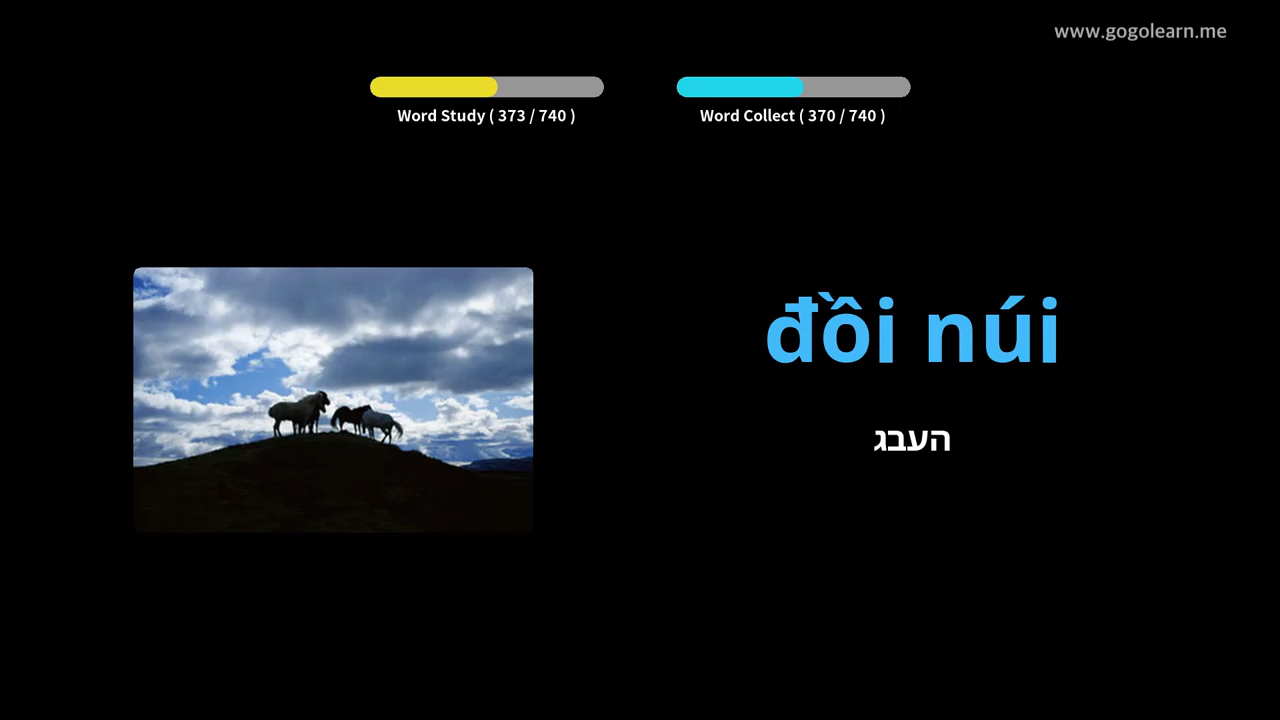 www.gogolearn.me
Word Study ( 373 / 740 )
Word Collect ( 370 / 740 )
đồi núi
העבג